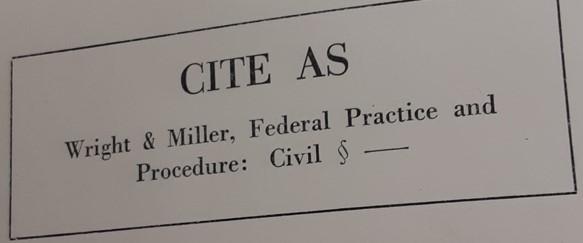 CITE AS
Wright & Miller, Federal Practice and
Procedure: Civil § —